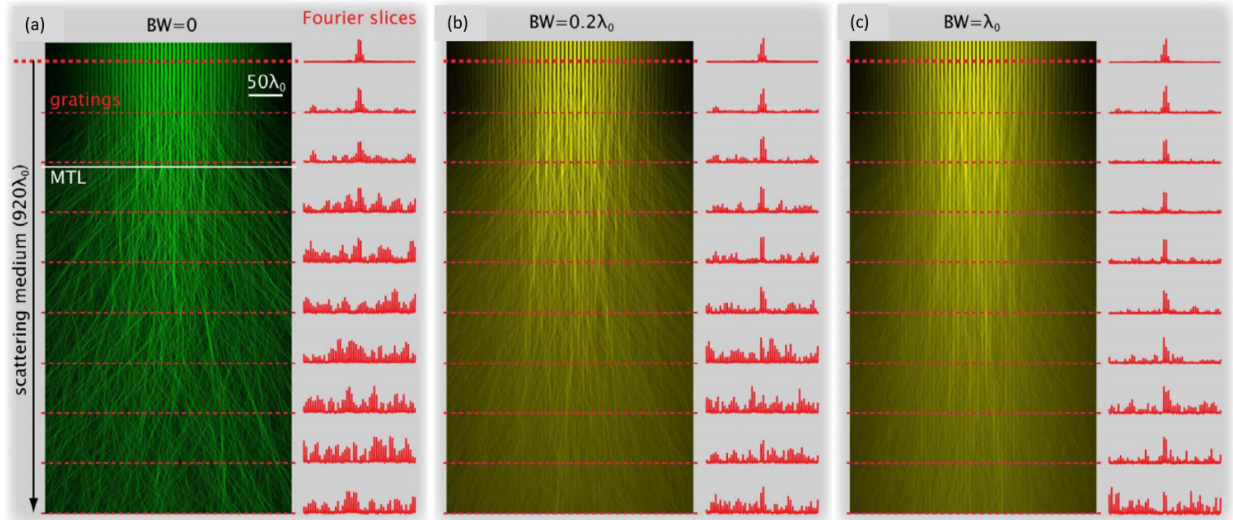 (a) BW=0 Fourier slices
50λ₀
gratings
MTL
scattering medium (920λ₀)
(b) BW=0.2λ₀
(c) BW=λ₀